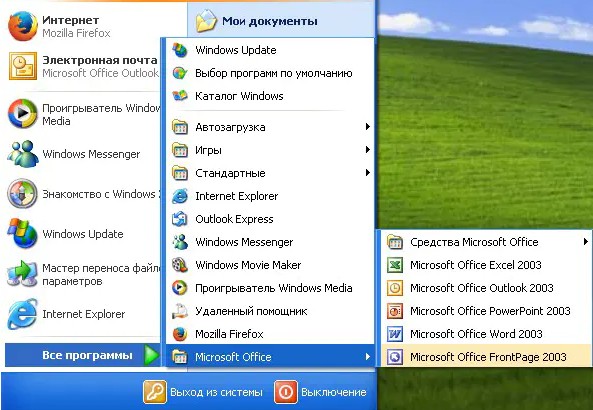 Интернет
Mozilla Firefox
Электронная почта
Microsoft Office Outlook
Проигрыватель Window
Media
Windows Messenger
Знакомство с Windows
Windows Update
Мастер переноса файло
параметров
Internet Explorer
Все программы
Мои документы
Windows Update
Выбор программ по умолчанию
Каталог Windows
Автозагрузка
Игры
Стандартные
Internet Explorer
Outlook Express
Windows Messenger
Windows Movie Maker
Проигрыватель Windows Media
Удаленный помощник
Mozilla Firefox
Microsoft Office
Средства Microsoft Office
Microsoft Office Excel 2003
Microsoft Office Outlook 2003
Microsoft Office PowerPoint 2003
Microsoft Office Word 2003
Microsoft Office FrontPage 2003
Выход из системы
Выключение